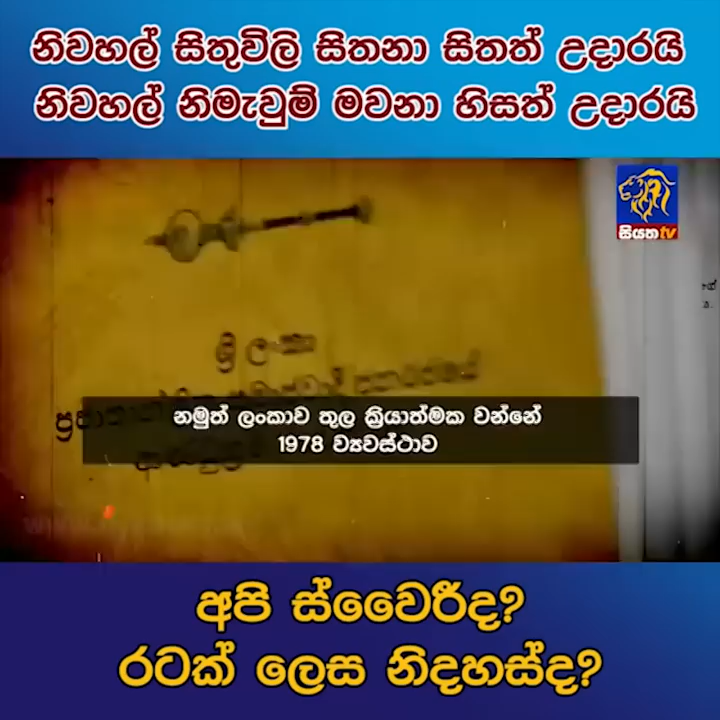 නිවහල් සිතුවිලි සිතනා සිතත් උදාරයි
නිවහල් නිමැවුම් මවනා හිසත් උදාරයි
සියත tv
ශ්‍රී ලංකා
නමුත් ලංකාව තුල ක්‍රියාත්මක වන්නේ
1978 ව්‍යවස්ථාව
අපි ස්වෛරීද?
රටක් ලෙස නිදහස්ද?